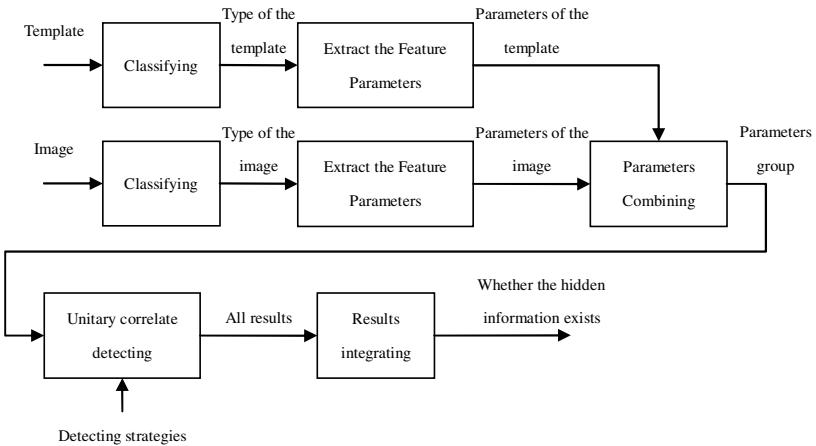 Template
Classifying
Type of the
template
Extract the Feature
Parameters
Parameters of the
template
Image
Classifying
Type of the
image
Extract the Feature
Parameters
Parameters of the
image
Parameters
Combining
Parameters
group
Unitary correlate
detecting
All results
Results
integrating
Whether the hidden
information exists
Detecting strategies